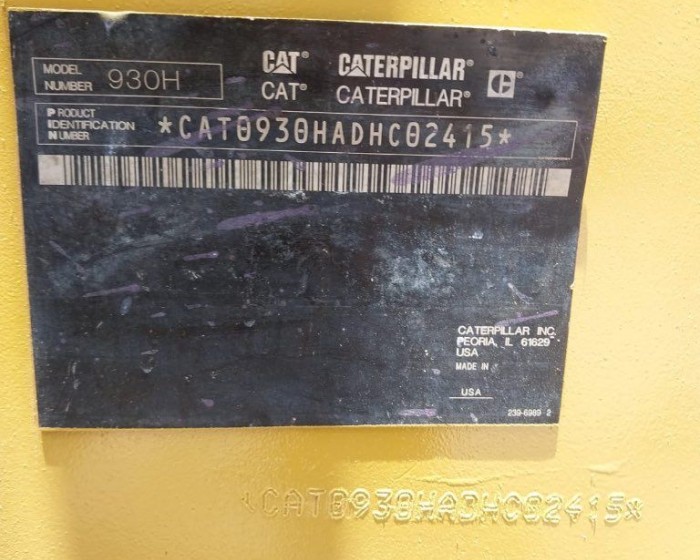 MODEL
NUMBER 930H
CAT® CATERPILLAR® C
CAT® CATERPILLAR®
PRODUCT
IDENTIFICATION
NUMBER
*CAT0930HADHC02415*
CATERPILLAR INC.
PEORIA, IL 61629
USA
MADE IN
USA
239-6989 2
*CAT0930HADHC02415*